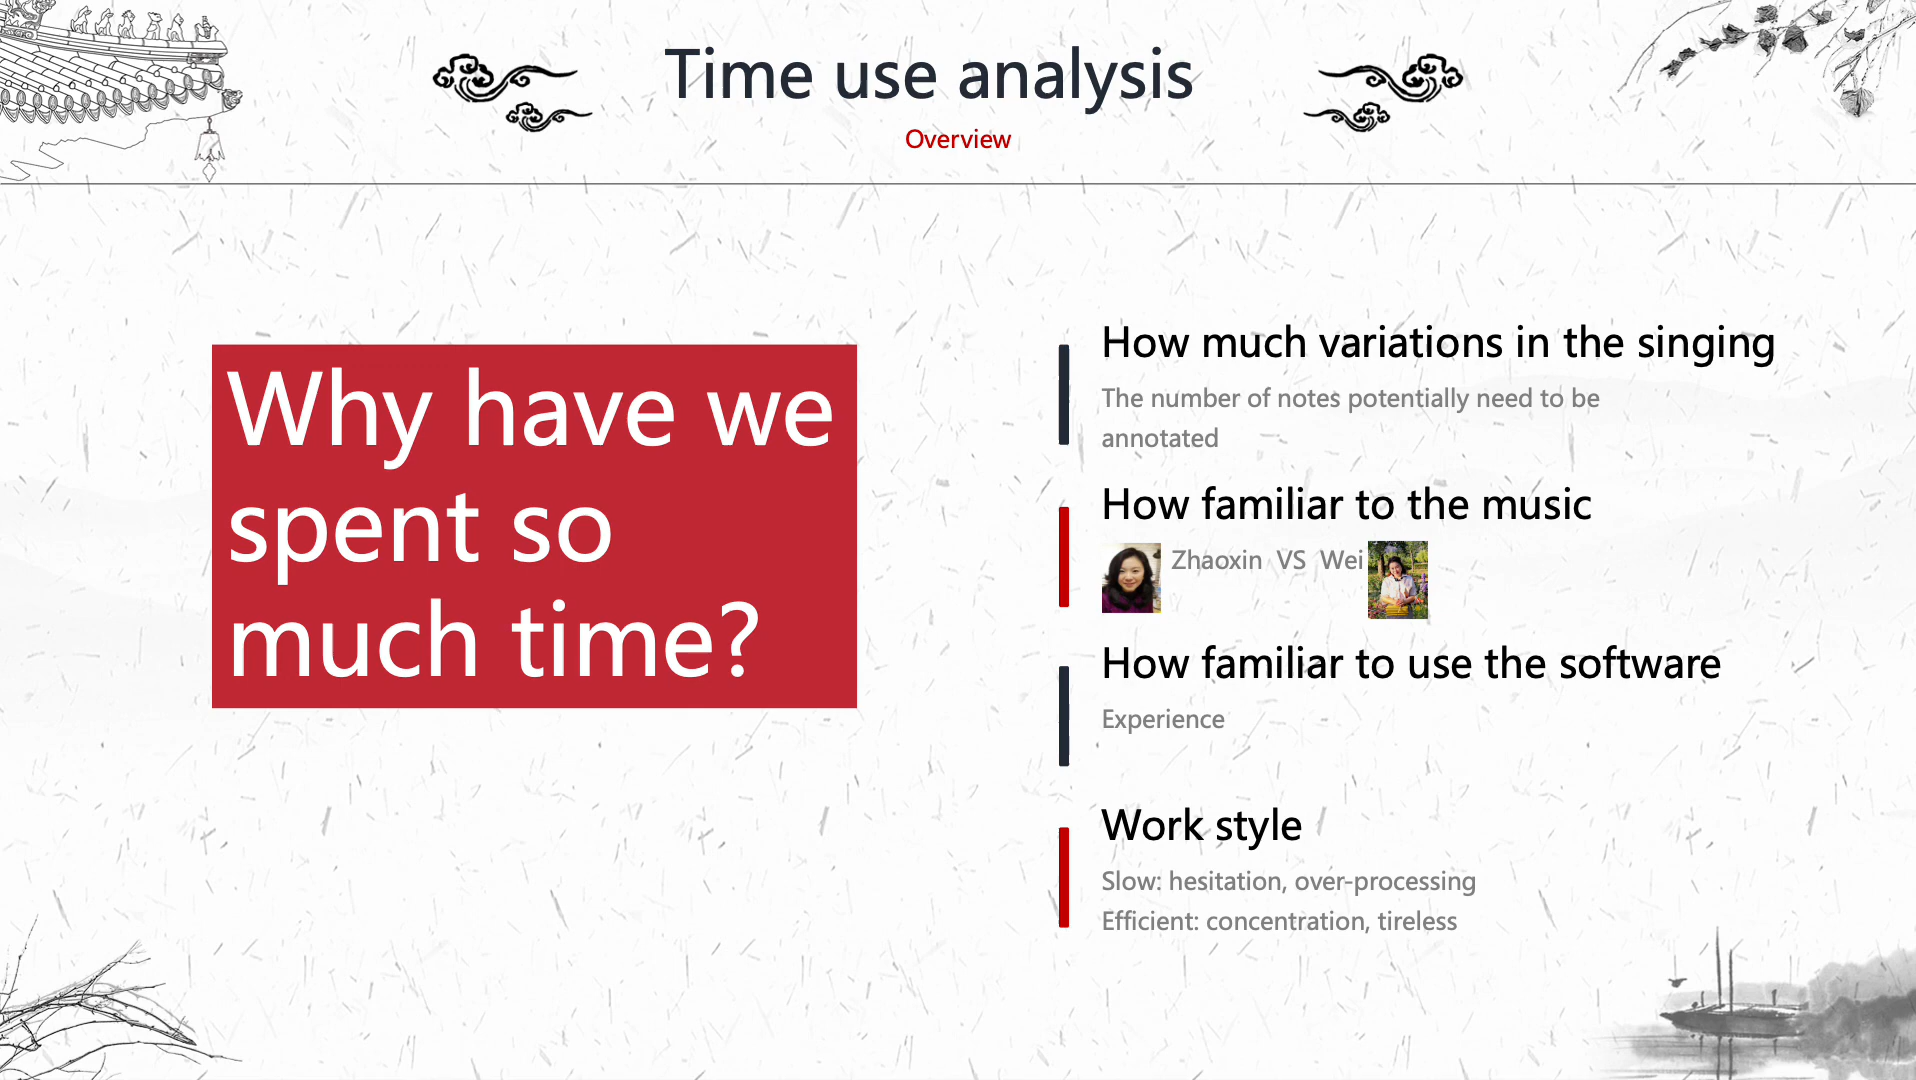 Time use analysis
Overview
Why have we
spent so
much time?
How much variations in the singing
The number of notes potentially need to be
annotated
How familiar to the music
Zhaoxin VS Wei
How familiar to use the software
Experience
Work style
Slow: hesitation, over-processing
Efficient: concentration, tireless